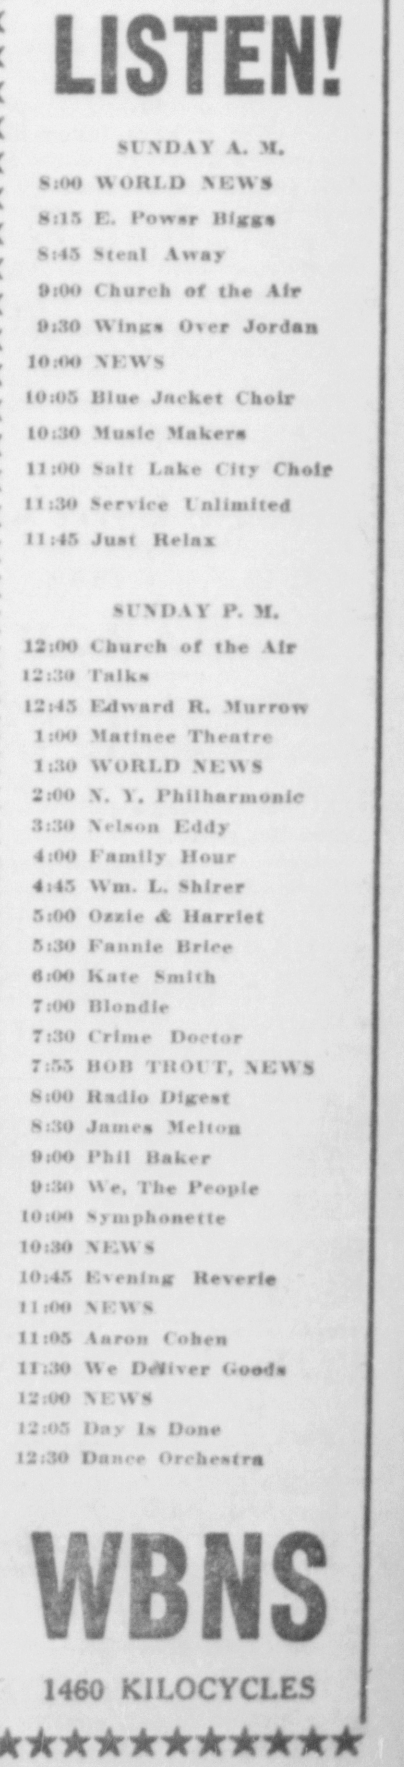 LISTEN!
SUNDAY A. M.
8:00 WORLD NEWS
8:15 E. Power Biggs
8:45 Steal Away
9:00 Church of the Air
9:30 Wings Over Jordan
10:00 NEWS
10:05 Blue Jacket Choir
10:30 Music Makers
11:00 Salt Lake City Choir
11:30 Service Unlimited
11:45 Just Relax
SUNDAY P. M.
12:00 Church of the Air
12:30 Talks
12:45 Edward R. Murrow
1:00 Matinee Theatre
1:30 WORLD NEWS
2:00 N. Y. Philharmonic
3:30 Nelson Eddy
4:00 Family Hour
4:45 Wm. L. Shirer
5:00 Ozzie & Harriet
5:30 Fannie Brice
6:00 Kate Smith
7:00 Blondie
7:30 Crime Doctor
7:55 BOB TROUT, NEWS
8:00 Radio Digest
8:30 James Melton
9:00 Phil Baker
9:30 We, The People
10:00 Symphonette
10:30 NEWS
10:45 Evening Reverie
11:00 NEWS
11:05 Aaron Cohen
11:30 We Deliver Goods
12:00 NEWS
12:05 Day Is Done
12:30 Dance Orchestra
WBNS
1460 KILOCYCLES